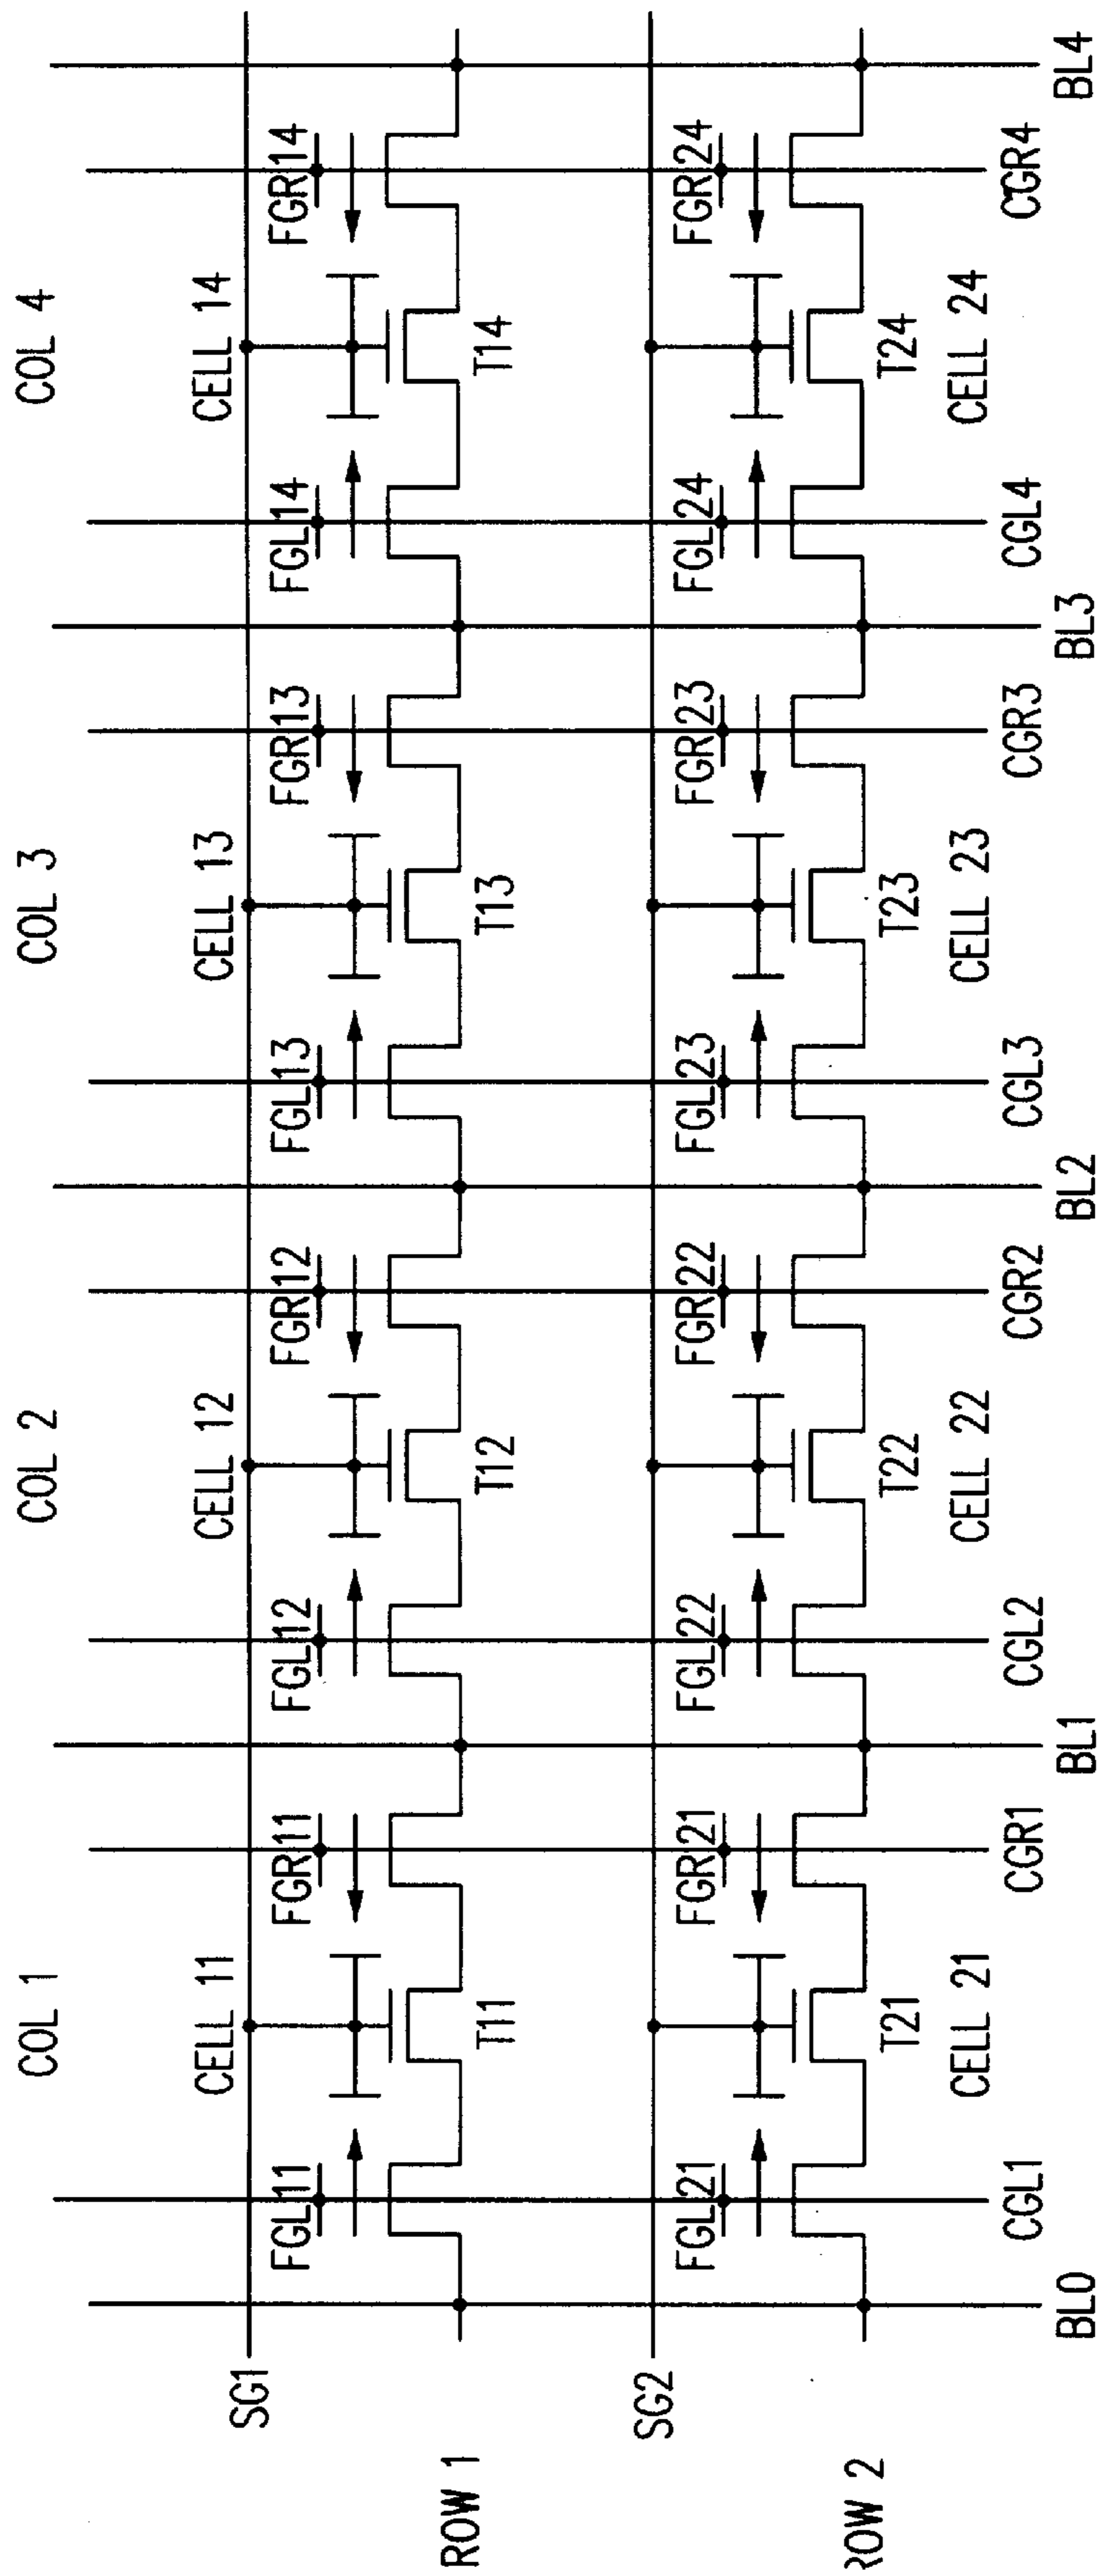 COL 1 COL 2 COL 3 COL 4
CELL 11 CELL 12 CELL 13 CELL 14
SG1
FGL11 FGR11 FGL12 FGR12 FGL13 FGR13 FGL14 FGR14
ROW 1
T11 T12 T13 T14
SG2
FGL21 FGR21 FGL22 FGR22 FGL23 FGR23 FGL24 FGR24
ROW 2
T21 T22 T23 T24
CELL 21 CELL 22 CELL 23 CELL 24
CGL1 CGR1 CGL2 CGR2 CGL3 CGR3 CGL4 CGR4
BL0 BL1 BL2 BL3 BL4